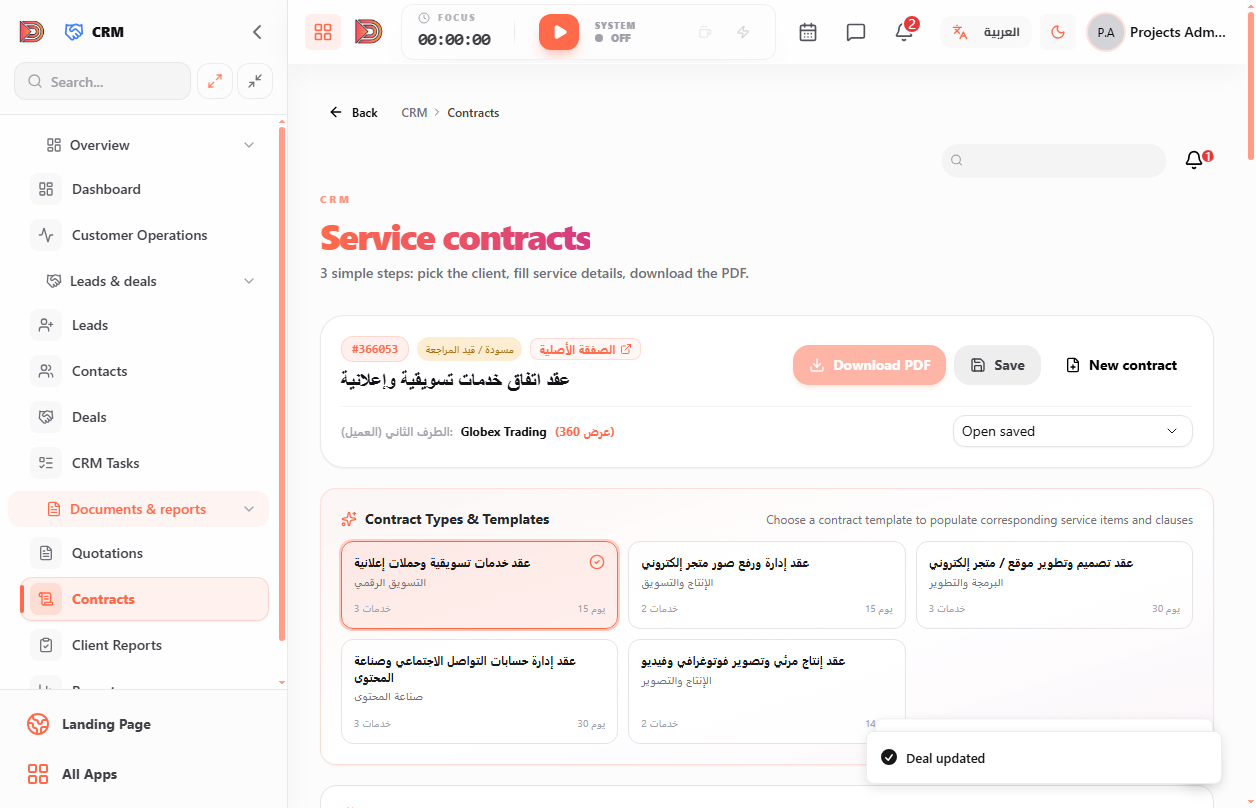 CRM
Search...
Overview
Dashboard
Customer Operations
Leads & deals
Leads
Contacts
Deals
CRM Tasks
Documents & reports
Quotations
Contracts
Client Reports
Landing Page
All Apps
FOCUS
00:00:00
SYSTEM
OFF
2
العربية
P.A
Projects Adm...
Back
CRM > Contracts
1
CRM
Service contracts
3 simple steps: pick the client, fill service details, download the PDF.
#366053
مسودة / قيد المراجعة
الصفقة الأصلية
Download PDF
Save
New contract
عقد اتفاق خدمات تسويقية وإعلانية
الطرف الثاني (العميل): Globex Trading (عرض 360)
Open saved
Contract Types & Templates
Choose a contract template to populate corresponding service items and clauses
عقد خدمات تسويقية وحملات إعلانية
التسويق الرقمي
3 خدمات
15 يوم
عقد إدارة ورفع صور متجر إلكتروني
الإنتاج والتسويق
2 خدمات
15 يوم
عقد تصميم وتطوير موقع / متجر إلكتروني
البرمجة والتطوير
3 خدمات
30 يوم
عقد إدارة حسابات التواصل الاجتماعي وصناعة
المحتوى
صناعة المحتوى
3 خدمات
30 يوم
عقد إنتاج مرئي وتصوير فوتوغرافي وفيديو
الإنتاج والتصوير
2 خدمات
14
Deal updated